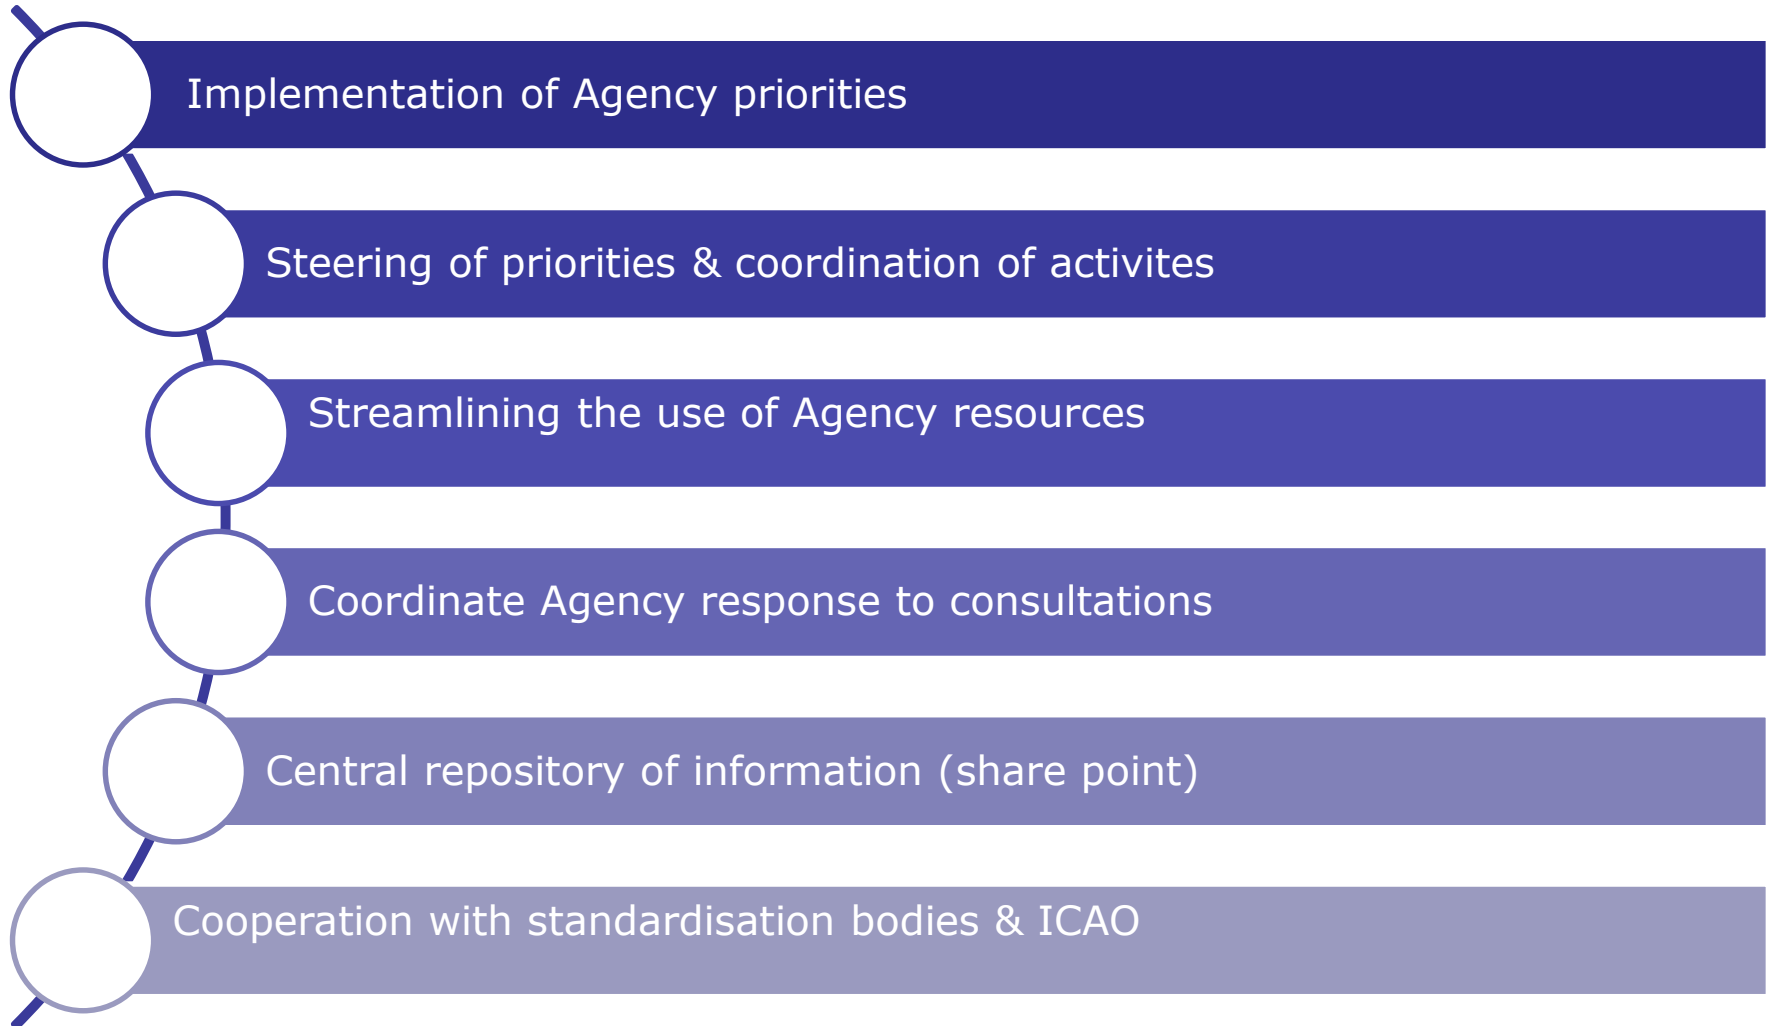 Implementation of Agency priorities
Steering of priorities & coordination of activites
Streamlining the use of Agency resources
Coordinate Agency response to consultations
Central repository of information (share point)
Cooperation with standardisation bodies & ICAO